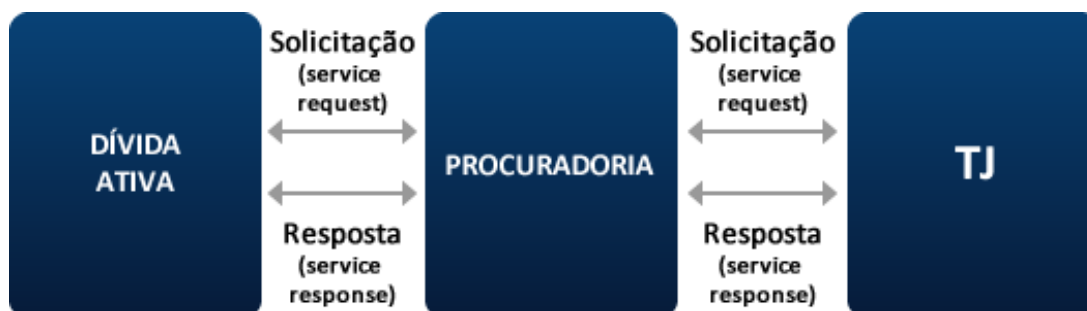 DÍVIDA
ATIVA
Solicitação
(service
request)
Resposta
(service
response)
PROCURADORIA
Solicitação
(service
request)
Resposta
(service
response)
TJ